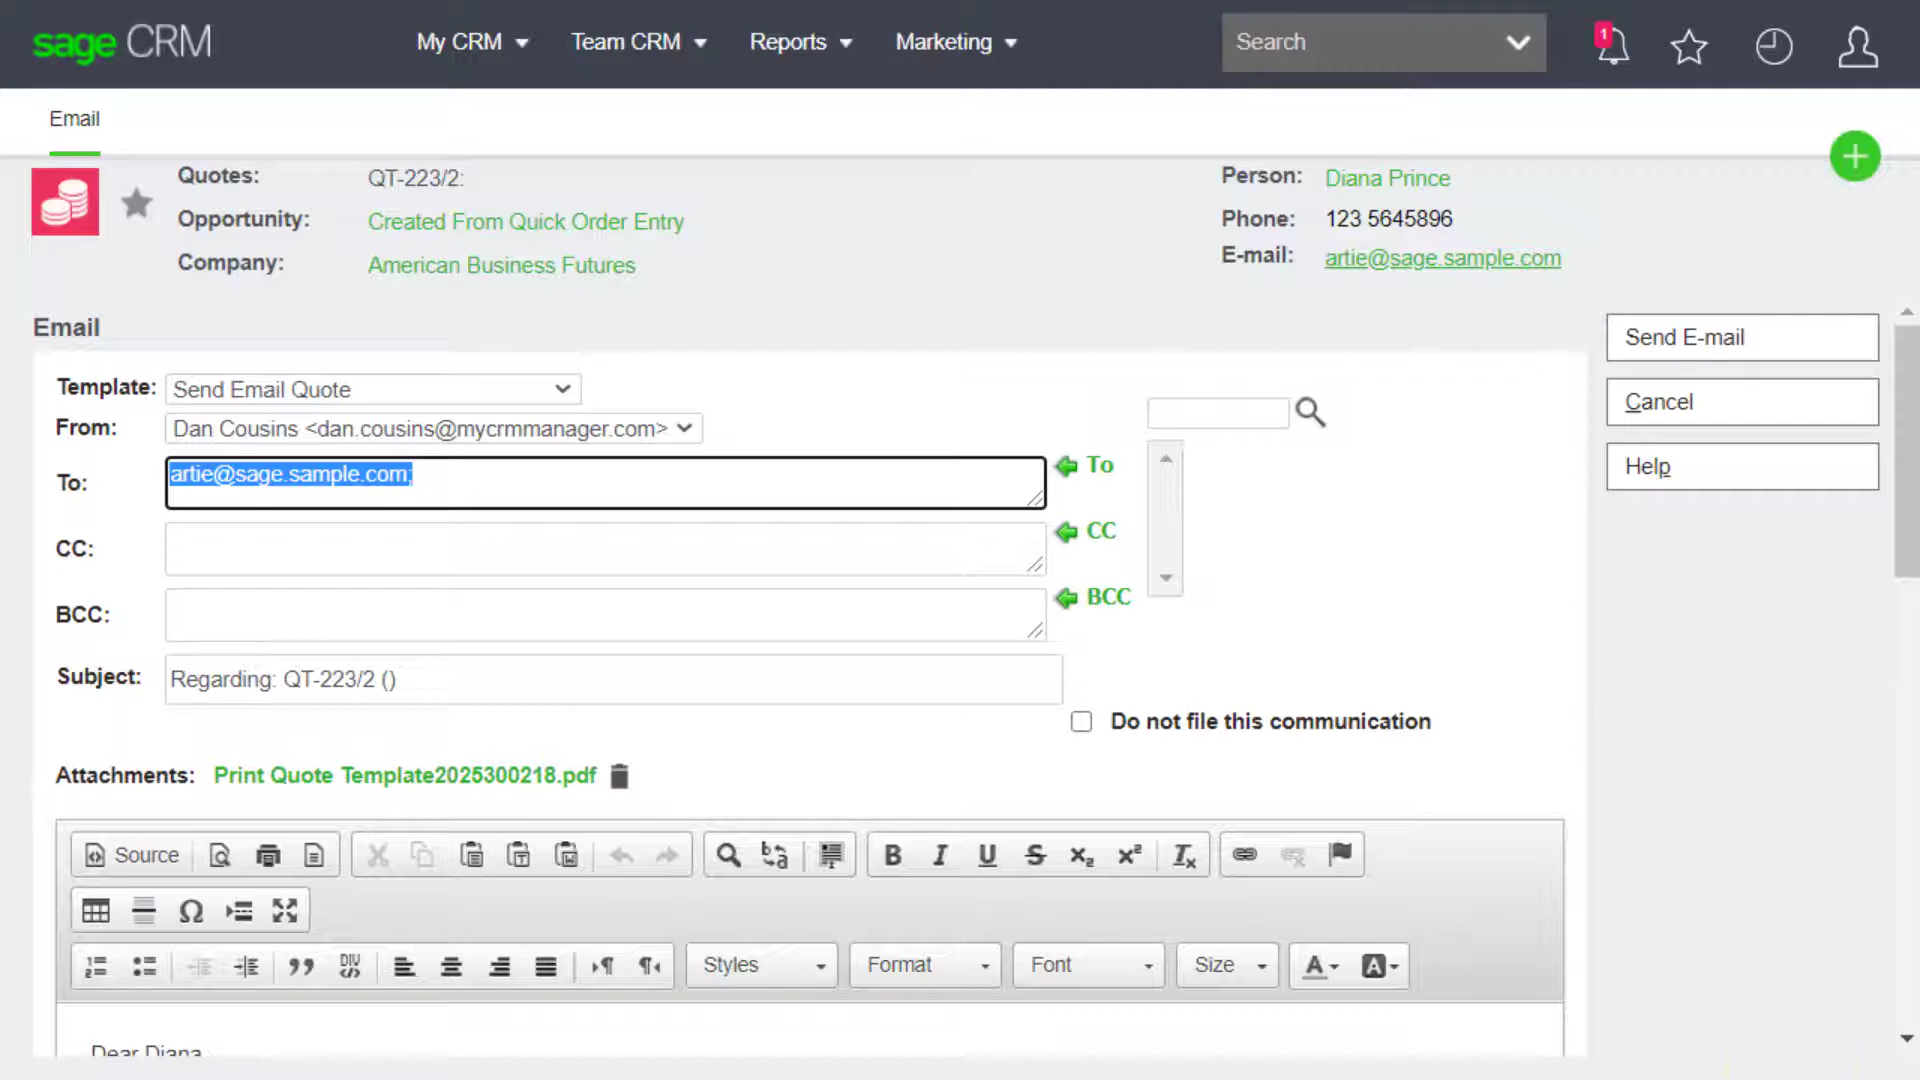 sage CRM
My CRM
Team CRM
Reports
Marketing
Search
1
Email
Quotes:
QT-223/2:
Opportunity:
Created From Quick Order Entry
Company:
American Business Futures
Person:
Diana Prince
Phone:
123 5645896
E-mail:
artie@sage.sample.com
Email
Template:
Send Email Quote
From:
Dan Cousins <dan.cousins@mycrmmanager.com>
To:
artie@sage.sample.com;
To
CC:
CC
BCC:
BCC
Subject:
Regarding: QT-223/2 ()
Do not file this communication
Attachments:
Print Quote Template2025300218.pdf
Send E-mail
Cancel
Help
Source
Styles
Format
Font
Size
Dear Diana